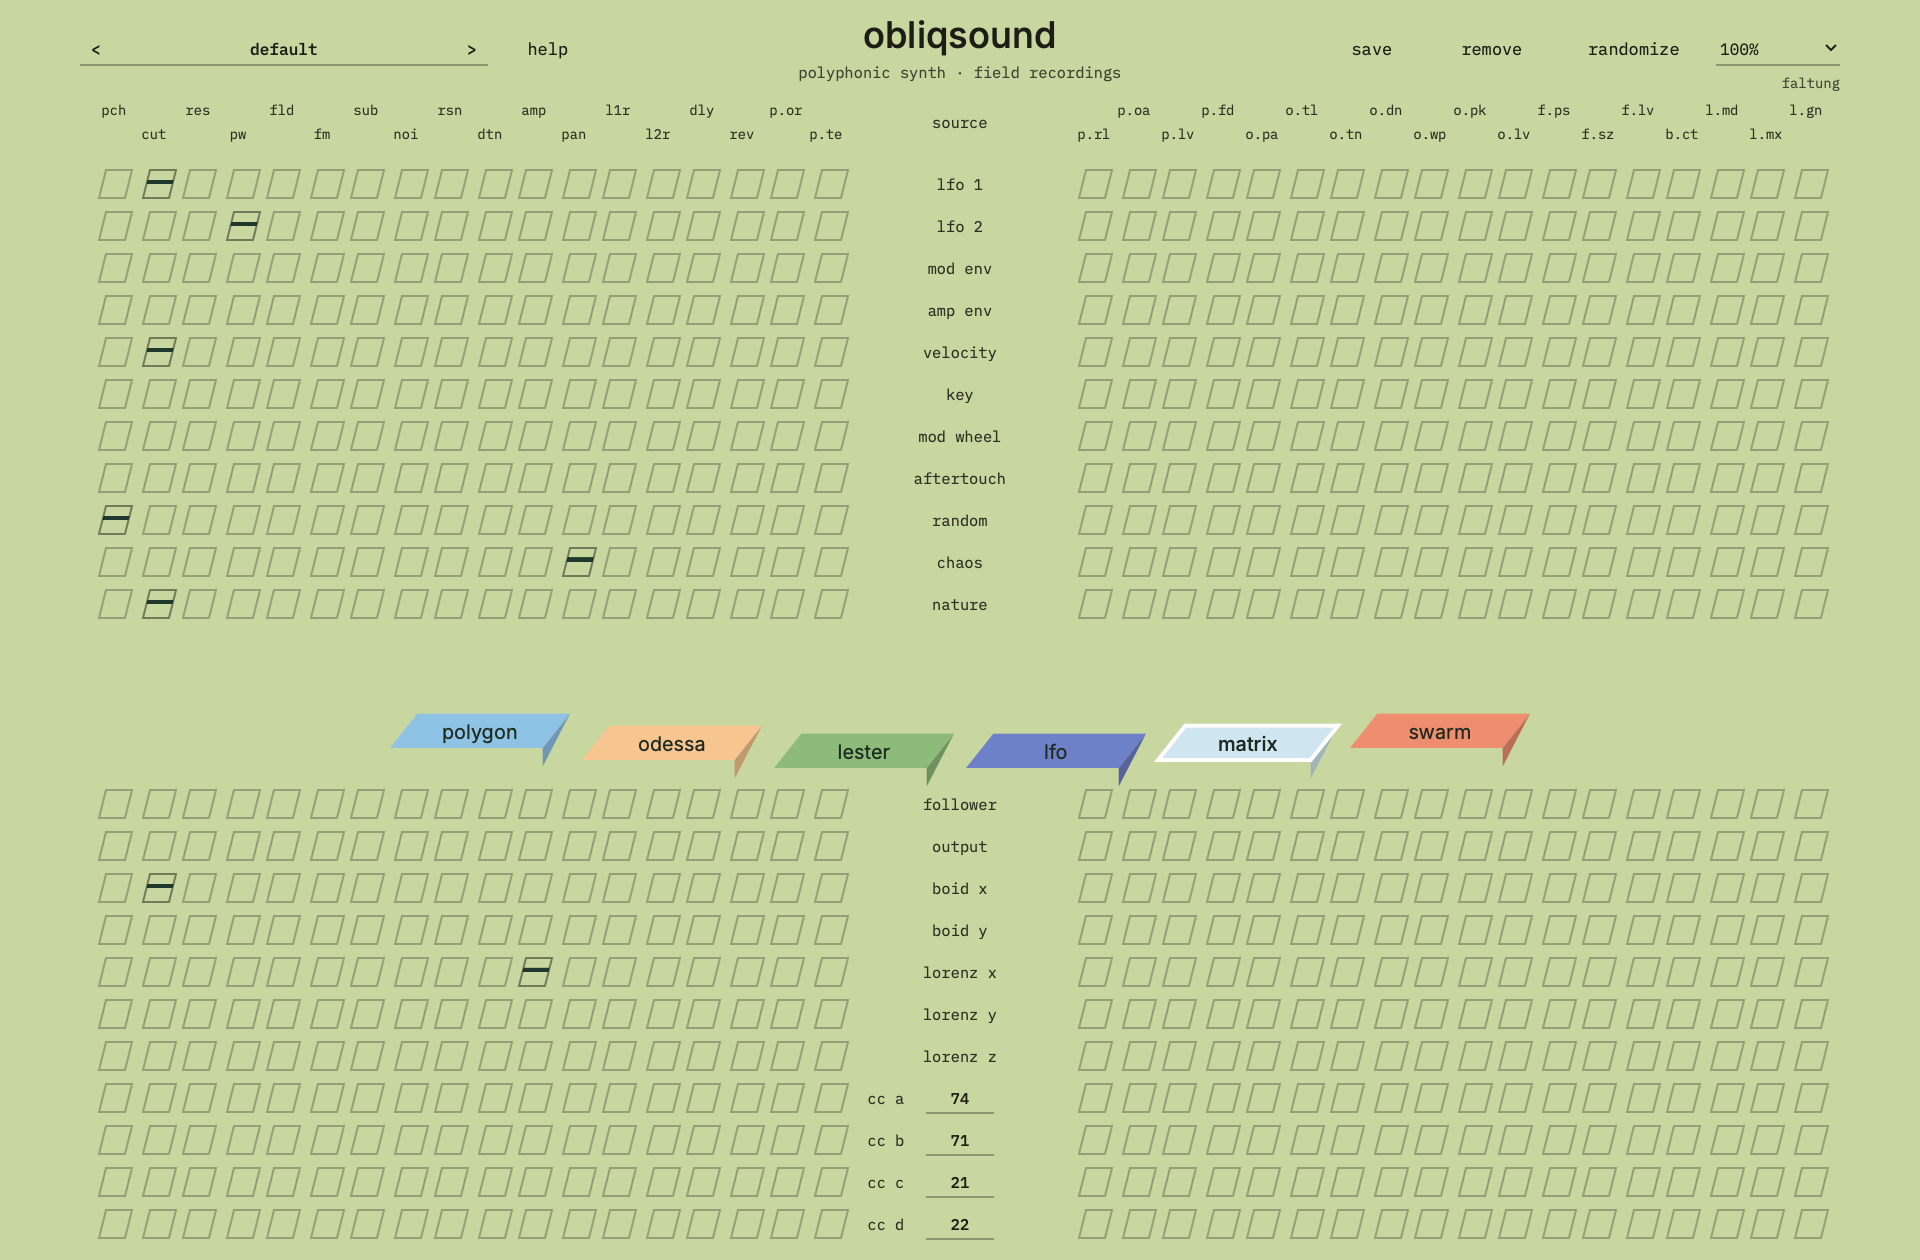 < default > help
obliqsound
polyphonic synth · field recordings
save remove randomize 100%
faltung
pch res fld sub rsn amp l1r dly p.or
cut pw fm noi dtn pan l2r rev p.te
source
p.oa p.fd o.tl o.dn o.pk f.ps f.lv l.md l.gn
p.rl p.lv o.pa o.tn o.wp o.lv f.sz b.ct l.mx
lfo 1
lfo 2
mod env
amp env
velocity
key
mod wheel
aftertouch
random
chaos
nature
polygon odessa lester lfo matrix swarm
follower
output
boid x
boid y
lorenz x
lorenz y
lorenz z
cc a 74
cc b 71
cc c 21
cc d 22